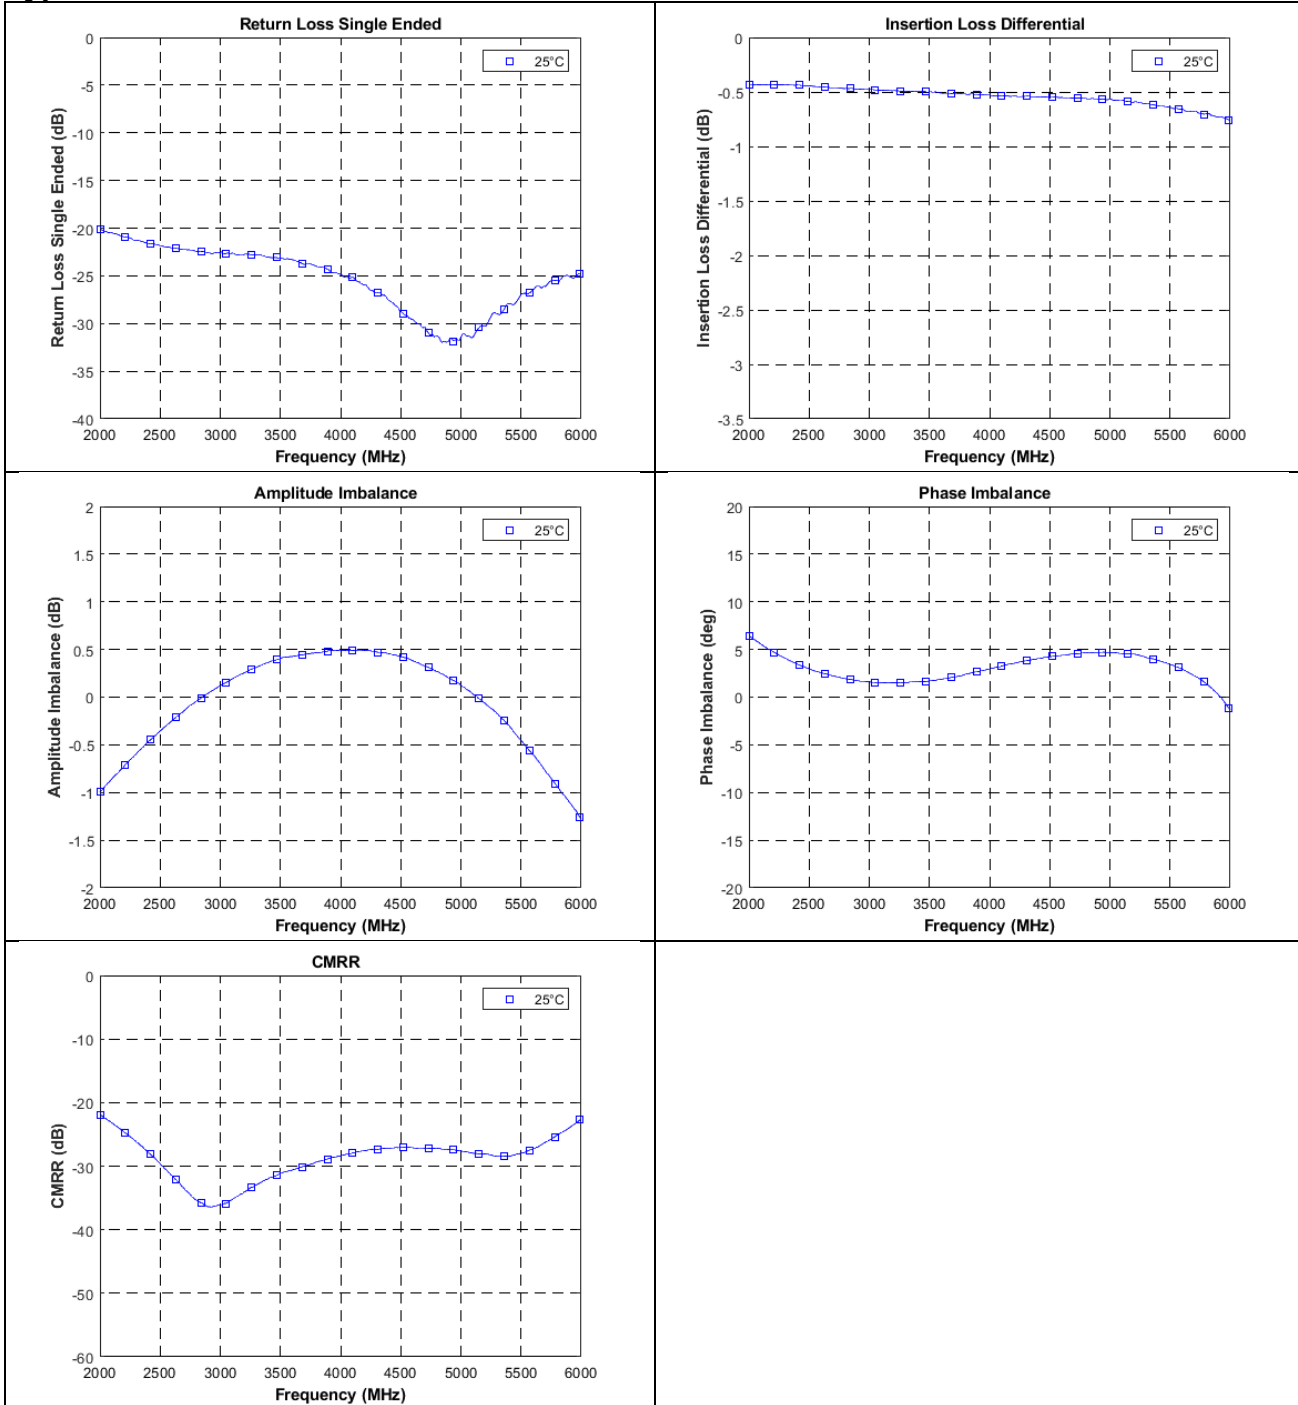 Return Loss Single Ended
25°C
Return Loss Single Ended (dB)
0
-5
-10
-15
-20
-25
-30
-35
-40
2000 2500 3000 3500 4000 4500 5000 5500 6000
Frequency (MHz)
Insertion Loss Differential
25°C
Insertion Loss Differential (dB)
0
-0.5
-1
-1.5
-2
-2.5
-3
-3.5
2000 2500 3000 3500 4000 4500 5000 5500 6000
Frequency (MHz)
Amplitude Imbalance
25°C
Amplitude Imbalance (dB)
2
1.5
1
0.5
0
-0.5
-1
-1.5
-2
2000 2500 3000 3500 4000 4500 5000 5500 6000
Frequency (MHz)
Phase Imbalance
25°C
Phase Imbalance (deg)
20
15
10
5
0
-5
-10
-15
-20
2000 2500 3000 3500 4000 4500 5000 5500 6000
Frequency (MHz)
CMRR
25°C
CMRR (dB)
0
-10
-20
-30
-40
-50
-60
2000 2500 3000 3500 4000 4500 5000 5500 6000
Frequency (MHz)